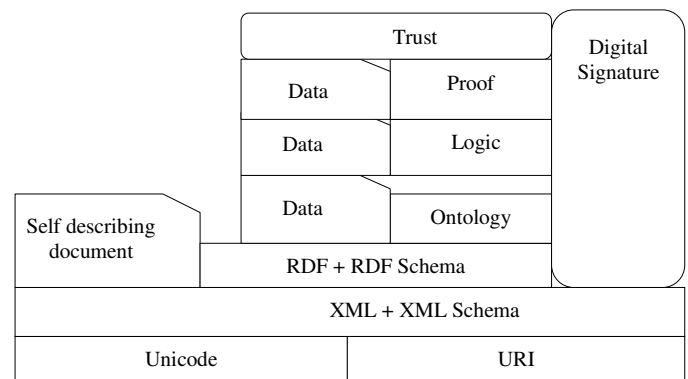 Trust
Digital
Signature
Data
Proof
Data
Logic
Data
Ontology
Self describing
document
RDF + RDF Schema
XML + XML Schema
Unicode
URI